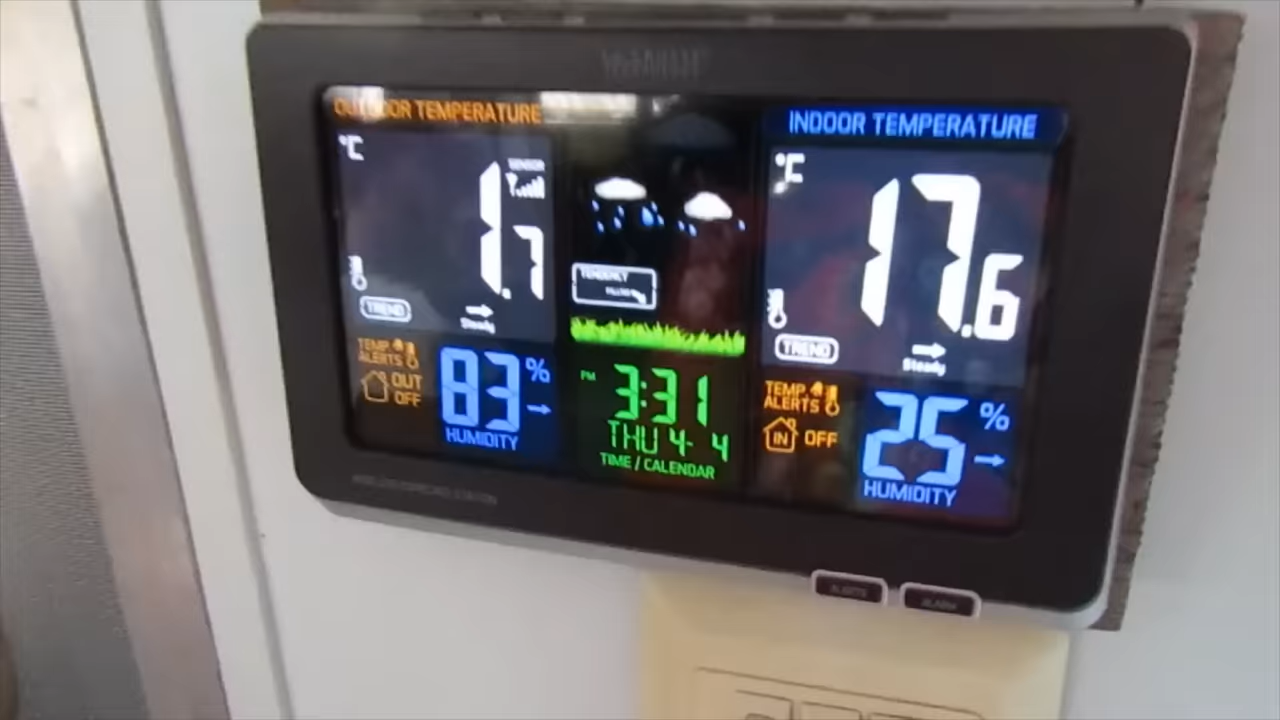 OUTDOOR TEMPERATURE
°C
SENSOR
1.7
TREND
Steady
TEMP
ALERTS
OUT
OFF
83 %
HUMIDITY
TENDENCY
PM 3:31
THU 4- 4
TIME / CALENDAR
INDOOR TEMPERATURE
°C
17.6
TREND
Steady
TEMP
ALERTS
IN OFF
25 %
HUMIDITY
ALERTS
ALARM